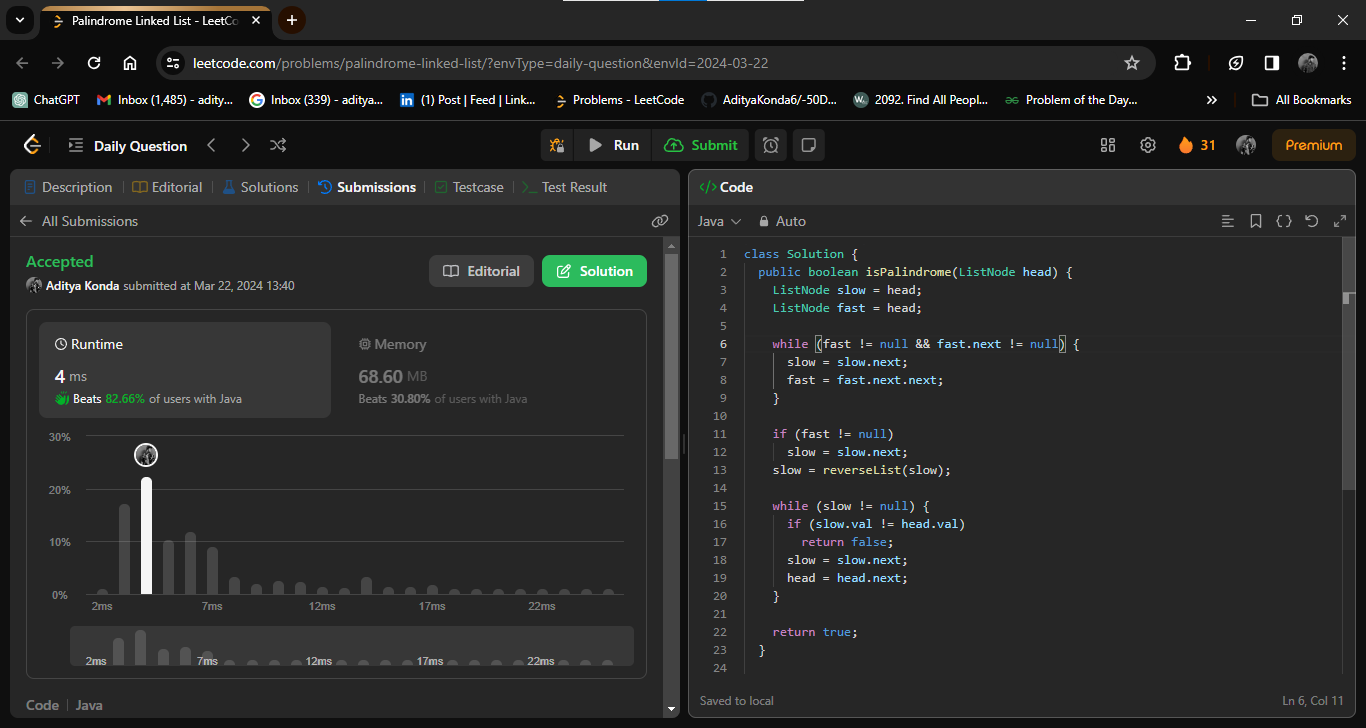 Palindrome Linked List - LeetCo
leetcode.com/problems/palindrome-linked-list/?envType=daily-question&envId=2024-03-22
ChatGPT
Inbox (1,485) - adity...
Inbox (339) - aditya...
(1) Post | Feed | Link...
Problems - LeetCode
AdityaKonda6/-50D...
2092. Find All Peopl...
Problem of the Day...
All Bookmarks
Daily Question
Run
Submit
31
Premium
Description
Editorial
Solutions
Submissions
Testcase
Test Result
All Submissions
Accepted
Aditya Konda submitted at Mar 22, 2024 13:40
Editorial
Solution
Runtime
4 ms
Beats 82.66% of users with Java
Memory
68.60 MB
Beats 30.80% of users with Java
30%
20%
10%
0%
2ms 7ms 12ms 17ms 22ms
2ms 7ms 12ms 17ms 22ms
Code | Java
</> Code
Java
Auto
1 class Solution {
2 public boolean isPalindrome(ListNode head) {
3 ListNode slow = head;
4 ListNode fast = head;
5
6 while (fast != null && fast.next != null) {
7 slow = slow.next;
8 fast = fast.next.next;
9 }
10
11 if (fast != null)
12 slow = slow.next;
13 slow = reverseList(slow);
14
15 while (slow != null) {
16 if (slow.val != head.val)
17 return false;
18 slow = slow.next;
19 head = head.next;
20 }
21
22 return true;
23 }
24
Saved to local
Ln 6, Col 11